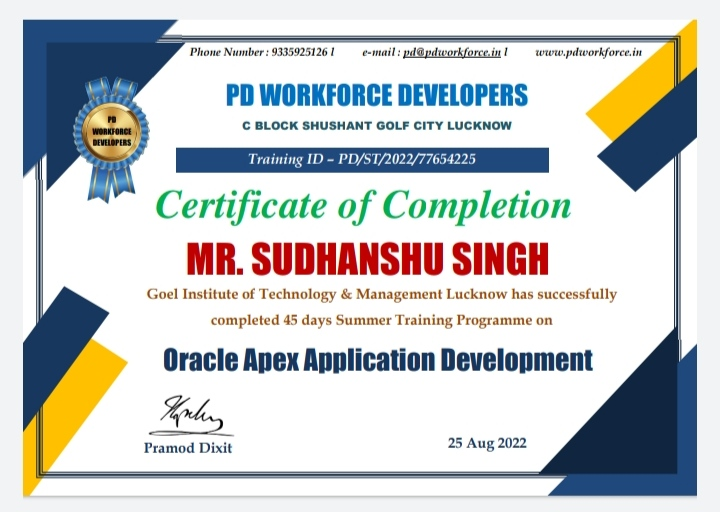 Phone Number : 9335925126 l e-mail : pd@pdworkforce.in l www.pdworkforce.in
PD WORKFORCE DEVELOPERS
C BLOCK SHUSHANT GOLF CITY LUCKNOW
PD
WORKFORCE
DEVELOPERS
Training ID – PD/ST/2022/77654225
Certificate of Completion
MR. SUDHANSHU SINGH
Goel Institute of Technology & Management Lucknow has successfully
completed 45 days Summer Training Programme on
Oracle Apex Application Development
Pramod Dixit
25 Aug 2022